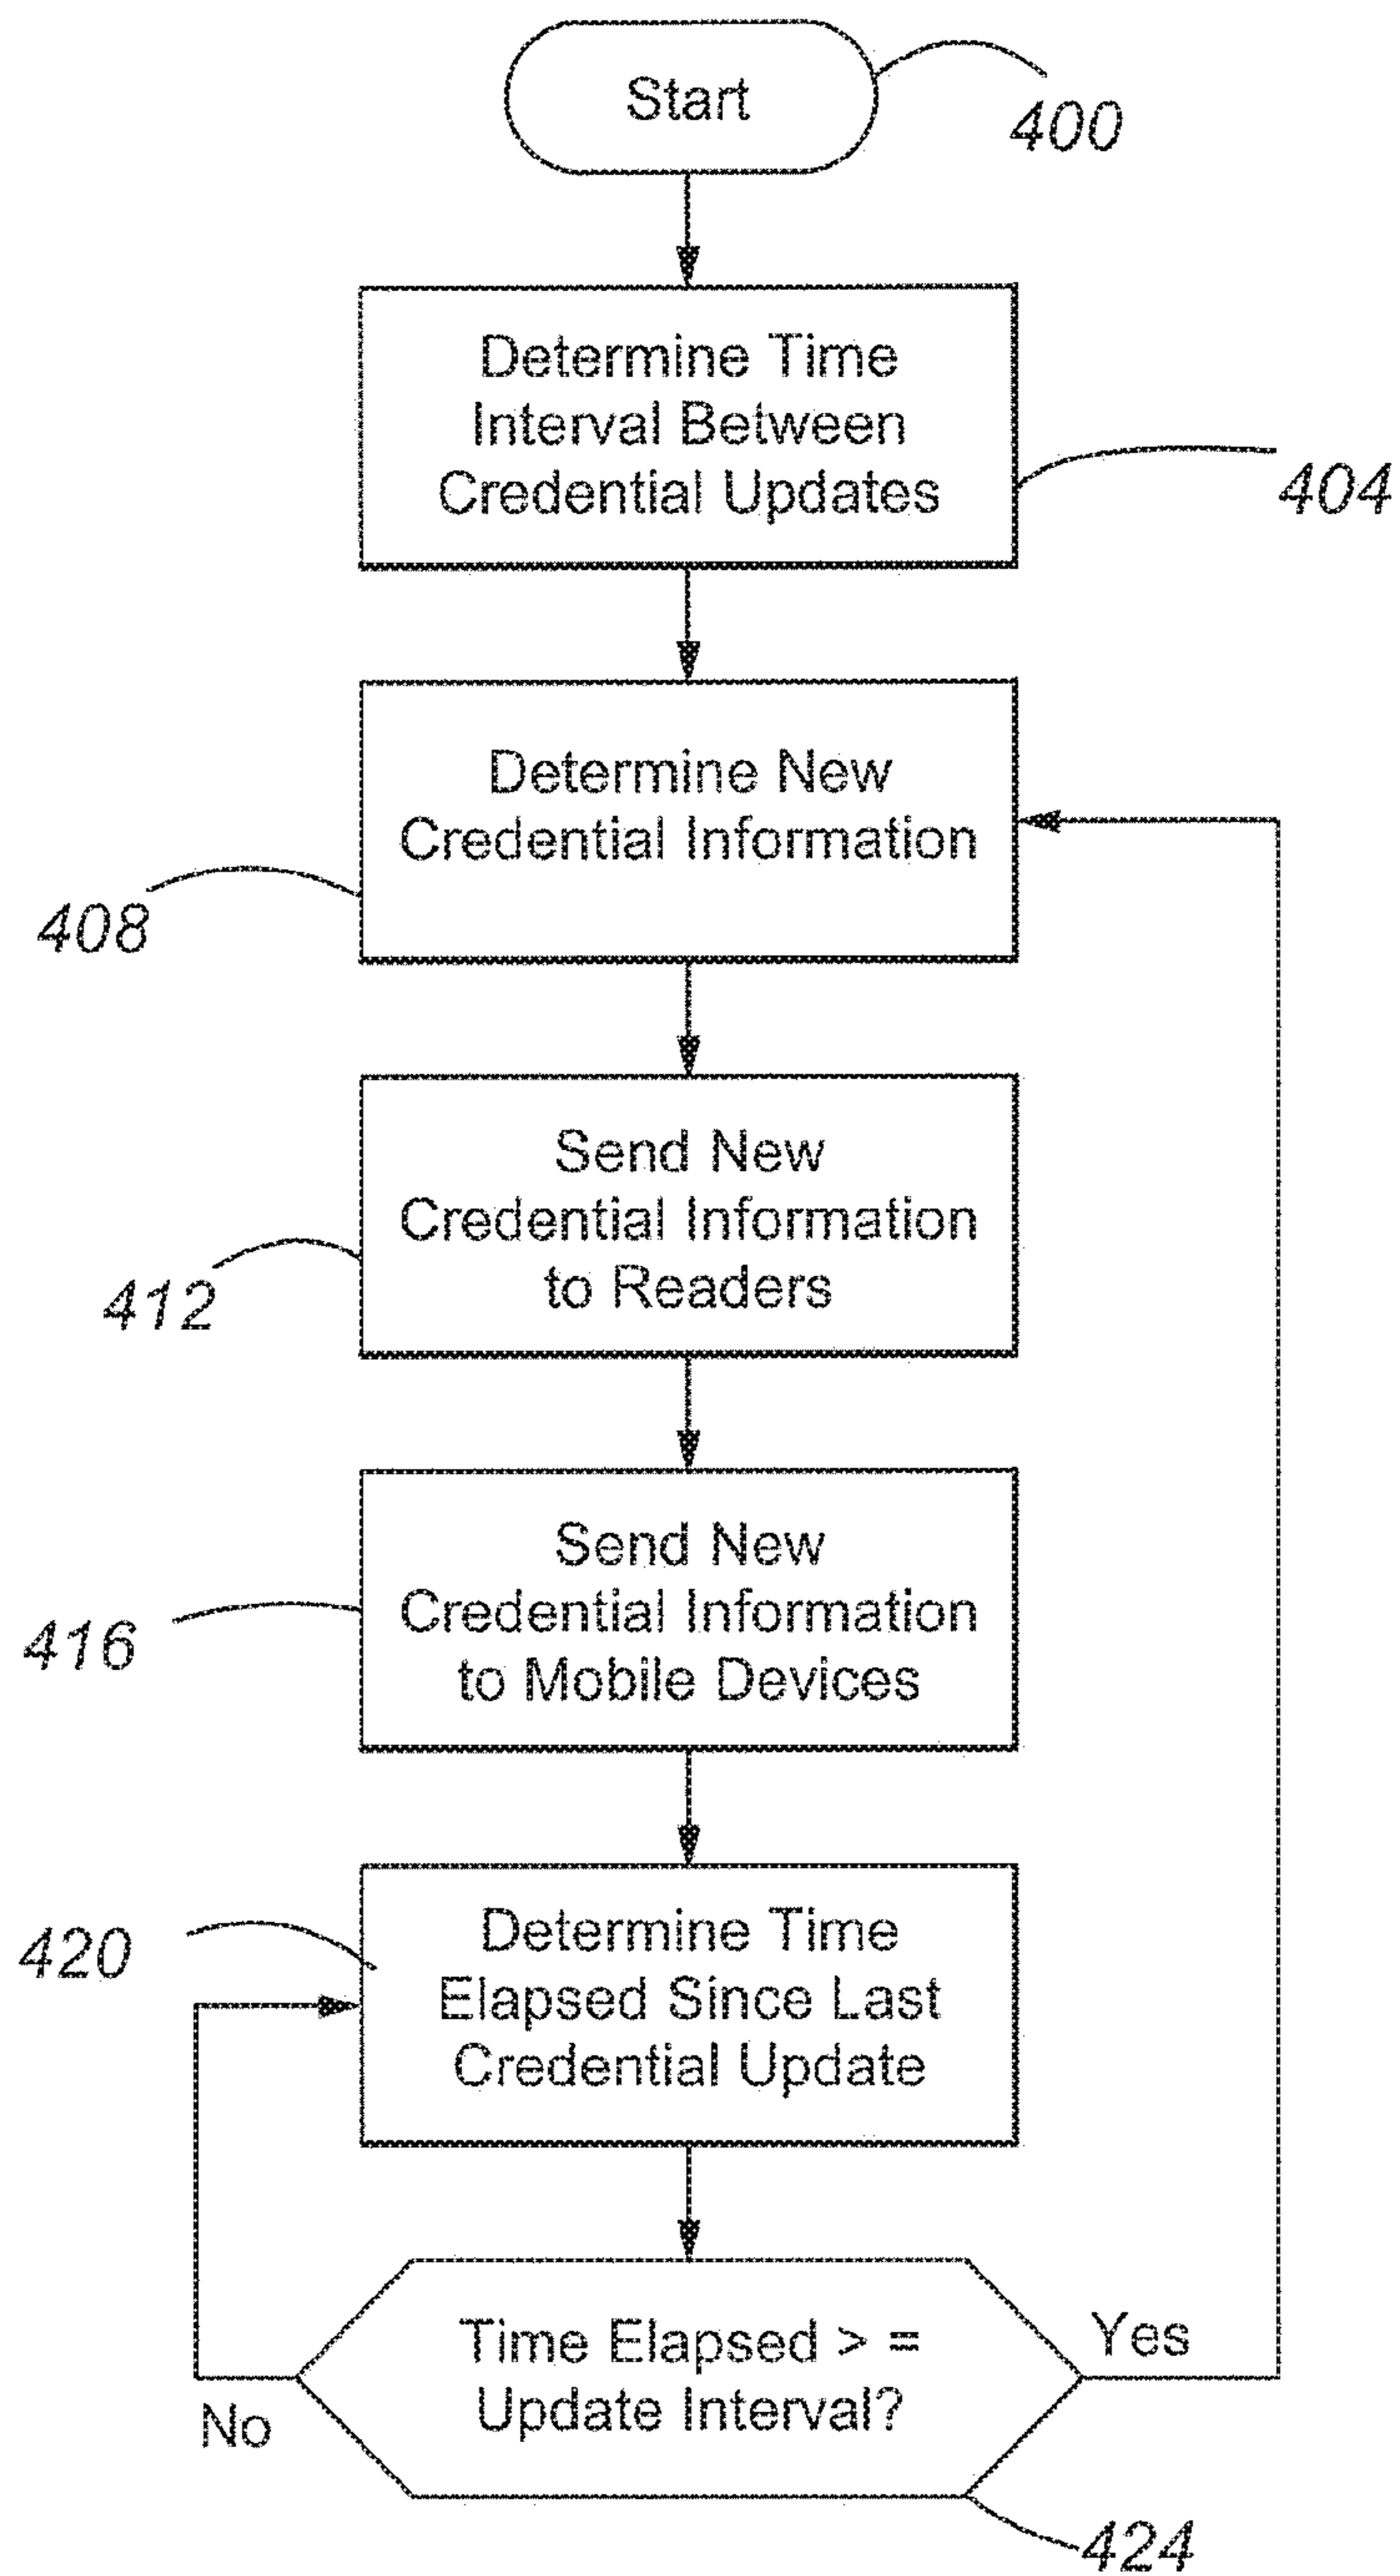 Start
400
Determine Time
Interval Between
Credential Updates
404
Determine New
Credential Information
408
Send New
Credential Information
to Readers
412
Send New
Credential Information
to Mobile Devices
416
Determine Time
Elapsed Since Last
Credential Update
420
Time Elapsed > =
Update Interval?
Yes
No
424